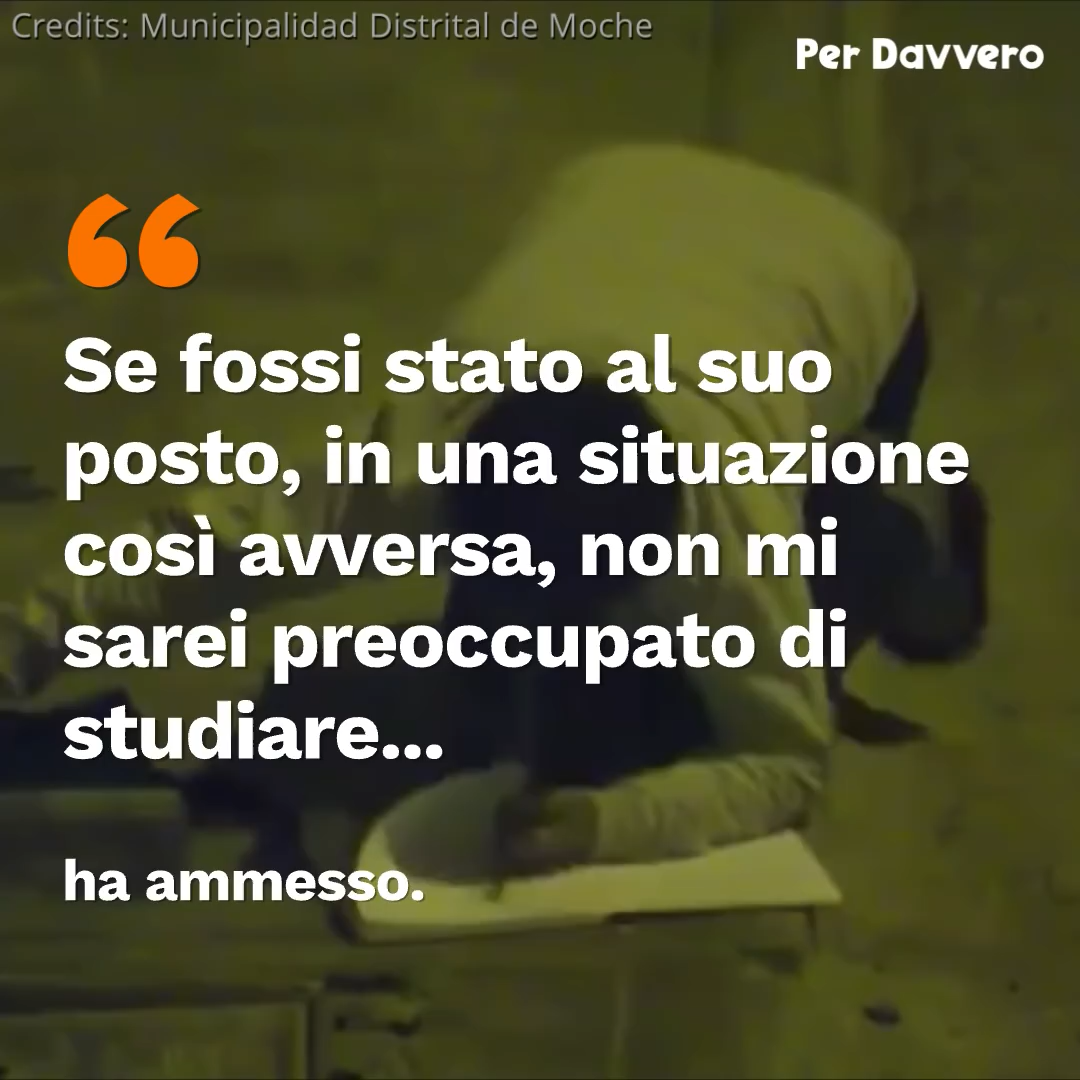 Credits: Municipalidad Distrital de Moche
Per Davvero
“
Se fossi stato al suo
posto, in una situazione
così avversa, non mi
sarei preoccupato di
studiare...
ha ammesso.